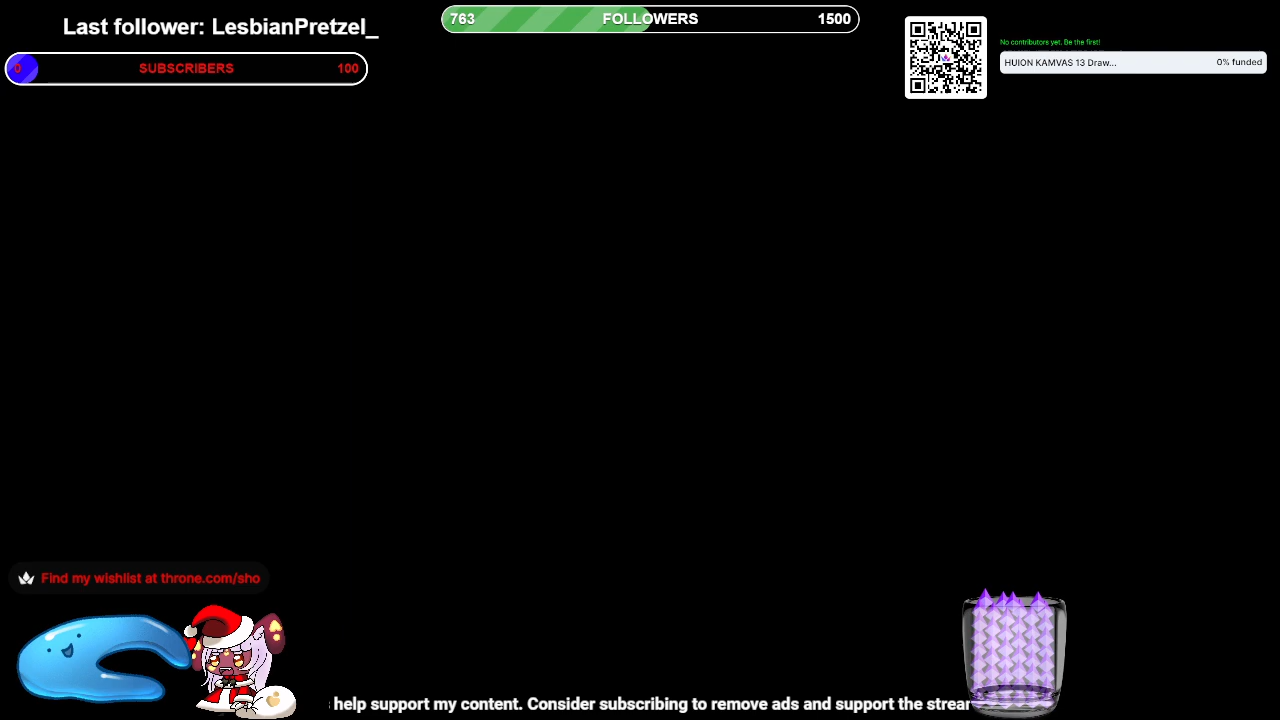 Last follower: LesbianPretzel_
763 FOLLOWERS 1500
No contributors yet. Be the first!
HUION KAMVAS 13 Draw... 0% funded
0 SUBSCRIBERS 100
Find my wishlist at throne.com/sho
help support my content. Consider subscribing to remove ads and support the strear